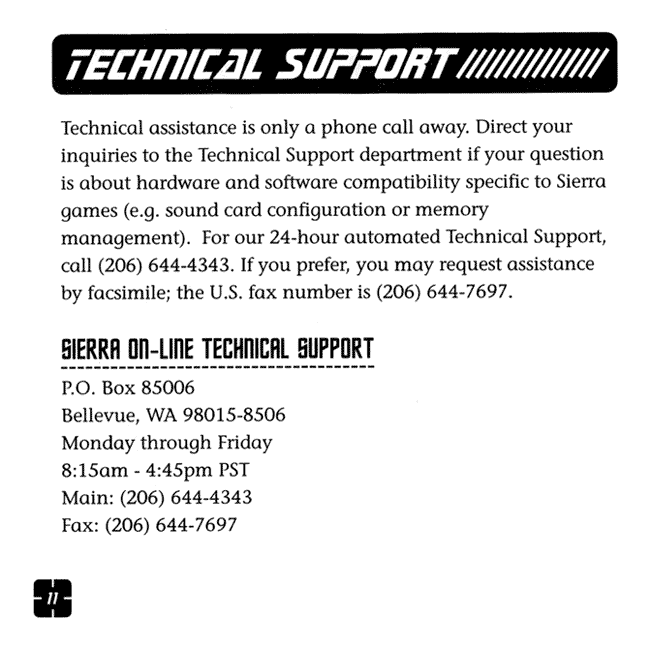 TECHNICAL SUPPORT
Technical assistance is only a phone call away. Direct your
inquiries to the Technical Support department if your question
is about hardware and software compatibility specific to Sierra
games (e.g. sound card configuration or memory
management).  For our 24-hour automated Technical Support,
call (206) 644-4343. If you prefer, you may request assistance
by facsimile; the U.S. fax number is (206) 644-7697.
SIERRA ON-LINE TECHNICAL SUPPORT
P.O. Box 85006
Bellevue, WA 98015-8506
Monday through Friday
8:15am - 4:45pm PST
Main: (206) 644-4343
Fax: (206) 644-7697
11